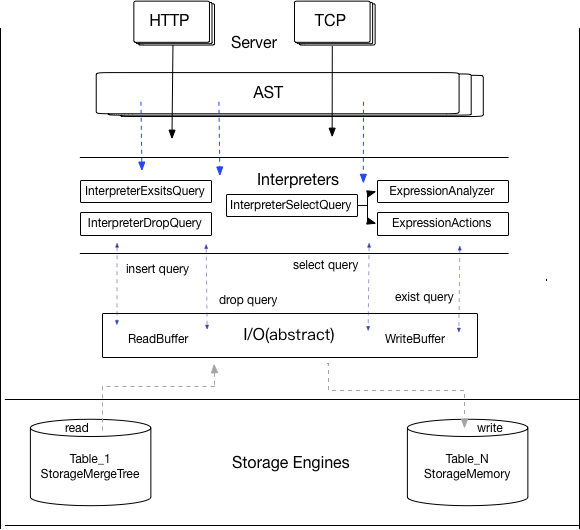 HTTP
TCP
Server
AST
Interpreters
InterpreterExsitsQuery
InterpreterSelectQuery
ExpressionAnalyzer
InterpreterDropQuery
ExpressionActions
insert query
select query
drop query
exist query
ReadBuffer
I/O(abstract)
WriteBuffer
read
write
Table_1
StorageMergeTree
Storage Engines
Table_N
StorageMemory